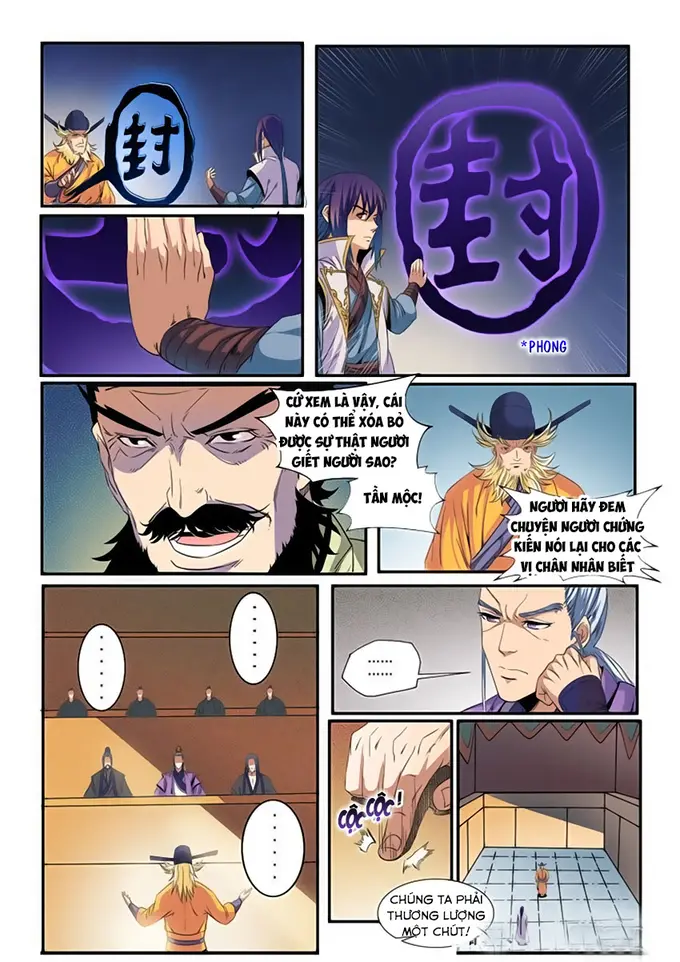 封
封
*PHONG
CỨ XEM LÀ VẬY, CÁI
NÀY CÓ THỂ XÓA BỎ
ĐƯỢC SỰ THẬT NGƯƠI
GIẾT NGƯỜI SAO?
TẦN MỘC!
NGƯƠI HÃY ĐEM
CHUYỆN NGƯƠI CHỨNG
KIẾN NÓI LẠI CHO CÁC
VỊ CHÂN NHÂN BIẾT
......
......
......
......
......
CỘC CỘC!
CHÚNG TA PHẢI
THƯƠNG LƯỢNG
MỘT CHÚT!